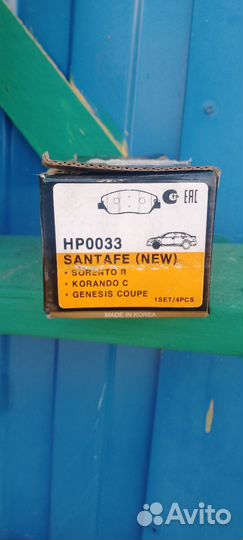 EAC
HP0033
SANTAFE (NEW)
• SORENTO R
• KORANDO C
• GENESIS COUPE
1SET/4PCS
MADE IN KOREA
Avito